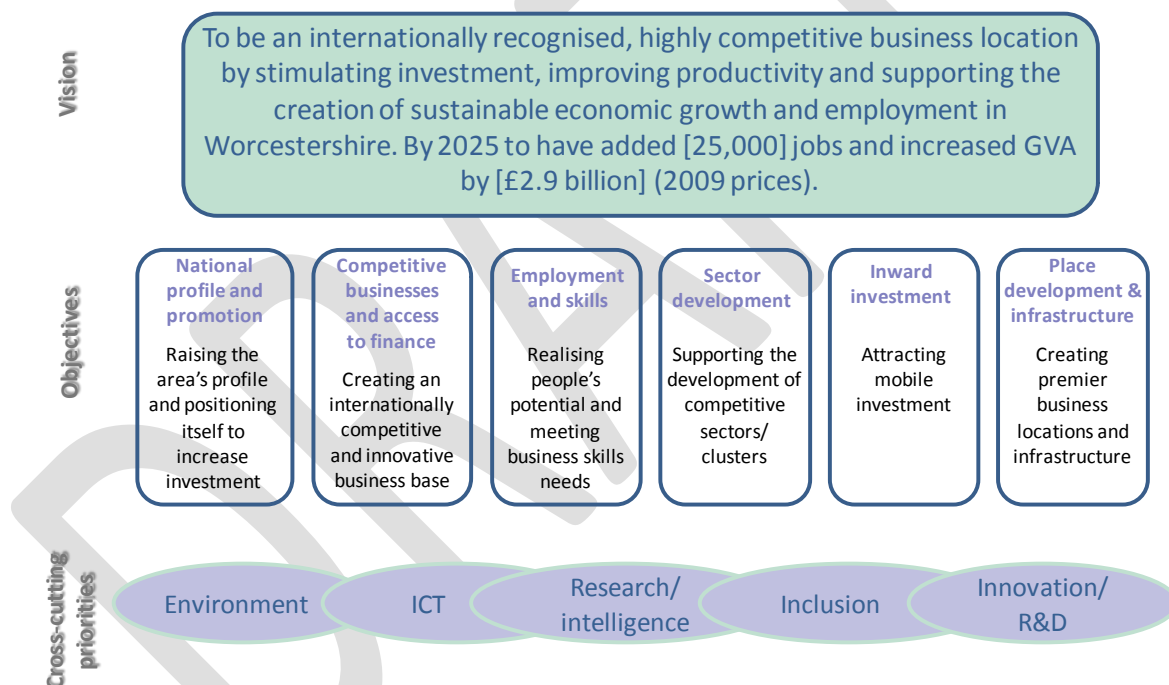 Vision
To be an internationally recognised, highly competitive business location
by stimulating investment, improving productivity and supporting the
creation of sustainable economic growth and employment in
Worcestershire. By 2025 to have added [25,000] jobs and increased GVA
by [£2.9 billion] (2009 prices).
Objectives
National
profile and
promotion
Raising the
area's profile
and positioning
itself to
increase
investment
Competitive
businesses
and access
to finance
Creating an
internationally
competitive
and innovative
business base
Employment
and skills
Realising
people's
potential and
meeting
business skills
needs
Sector
development
Supporting the
development of
competitive
sectors/
clusters
Inward
investment
Attracting
mobile
investment
Place
development &
infrastructure
Creating
premier
business
locations and
infrastructure
Cross-cutting
priorities
Environment
ICT
Research/
intelligence
Inclusion
Innovation/
R&D
DRA